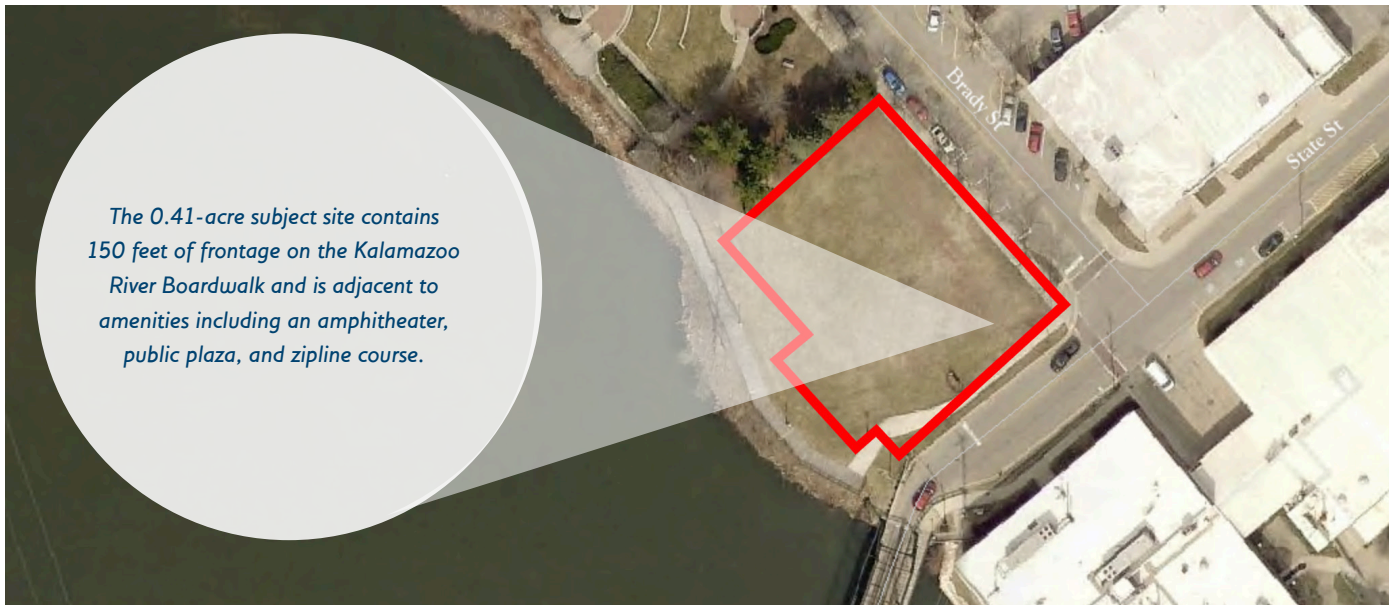 The 0.41-acre subject site contains
150 feet of frontage on the Kalamazoo
River Boardwalk and is adjacent to
amenities including an amphitheater,
public plaza, and zipline course.
Brady St
State St